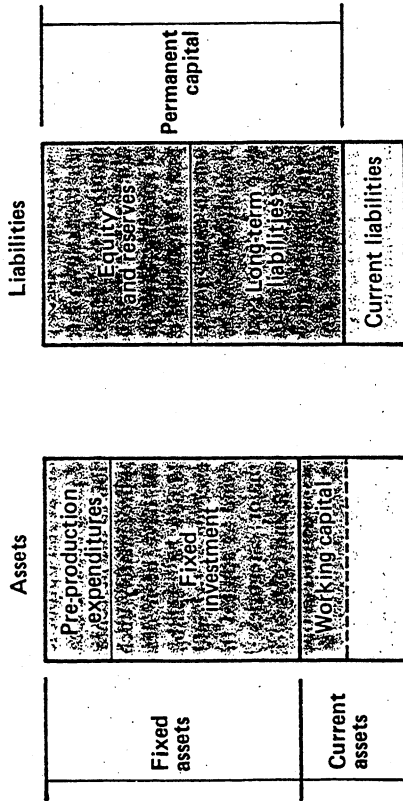 Assets
Liabilities
Fixed
assets
Current
assets
Pre-production
expenditures
Fixed
investment
Working capital
Equity
and reserves
Long-term
liabilities
Current liabilities
Permanent
capital